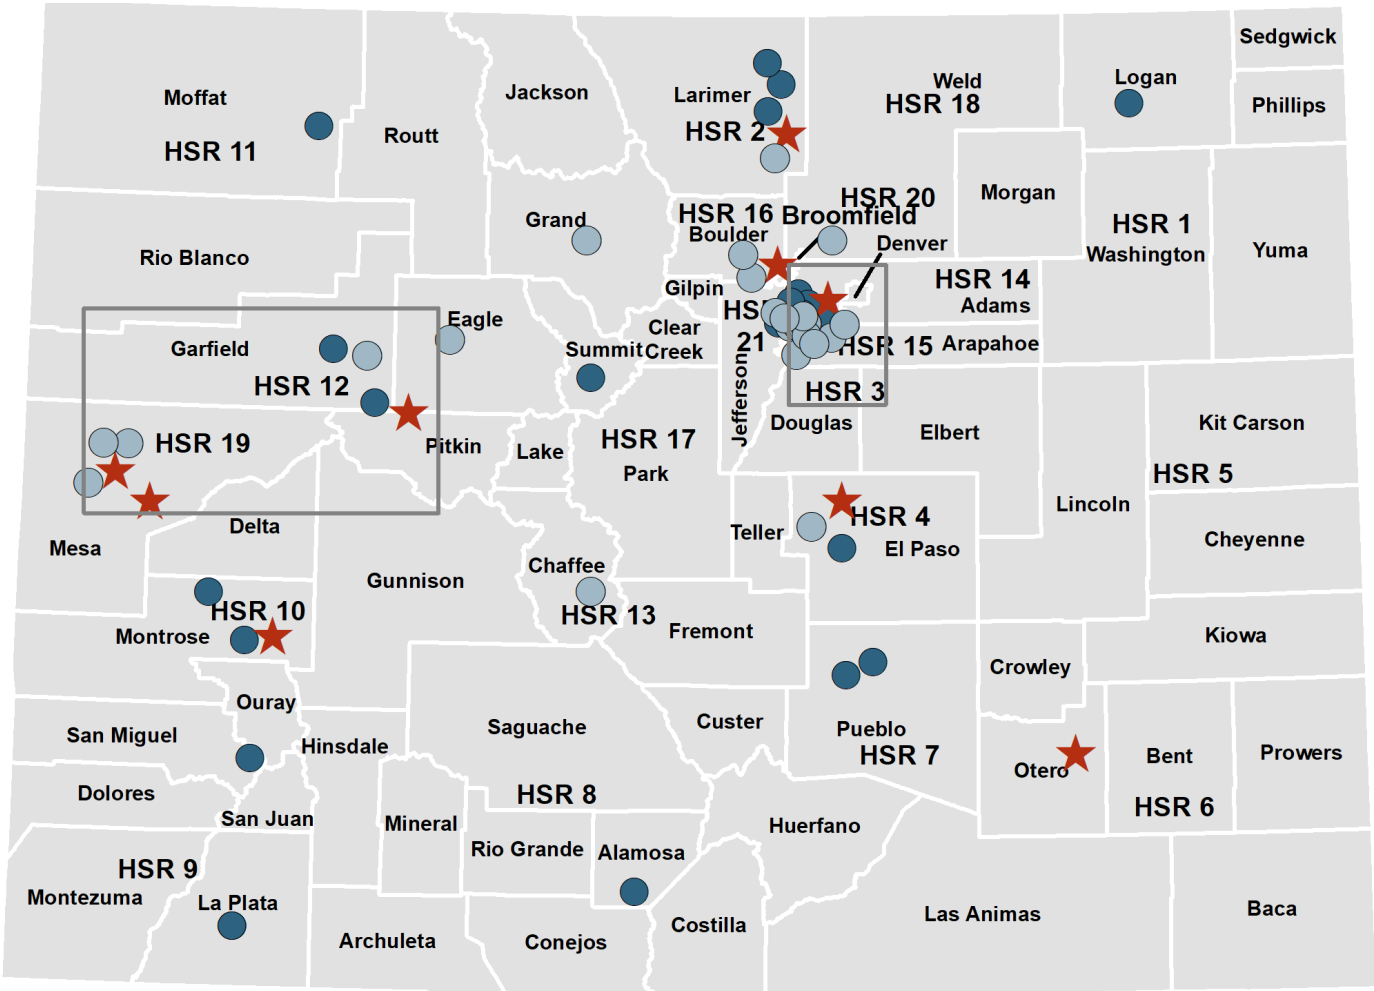 Sedgwick
Moffat
Jackson
Larimer
Weld
Logan
Phillips
HSR 18
HSR 2
Routt
HSR 11
Morgan
HSR 20
HSR 16
Broomfield
Grand
Boulder
HSR 1
Washington
Denver
Yuma
Rio Blanco
Gilpin
HSR 14
Adams
HS
21
Eagle
Clear
Creek
Garfield
Summit
HSR 15
Arapahoe
HSR 12
HSR 3
Jefferson
Douglas
Kit Carson
HSR 19
Pitkin
Lake
HSR 17
Park
Elbert
HSR 5
Lincoln
Delta
Teller
HSR 4
El Paso
Mesa
Cheyenne
Gunnison
Chaffee
HSR 13
HSR 10
Montrose
Fremont
Kiowa
Crowley
Ouray
San Miguel
Hinsdale
Saguache
Custer
Pueblo
HSR 7
Otero
Bent
Prowers
Dolores
HSR 8
HSR 6
San Juan
Mineral
Huerfano
Rio Grande
Alamosa
HSR 9
Montezuma
La Plata
Archuleta
Conejos
Costilla
Las Animas
Baca